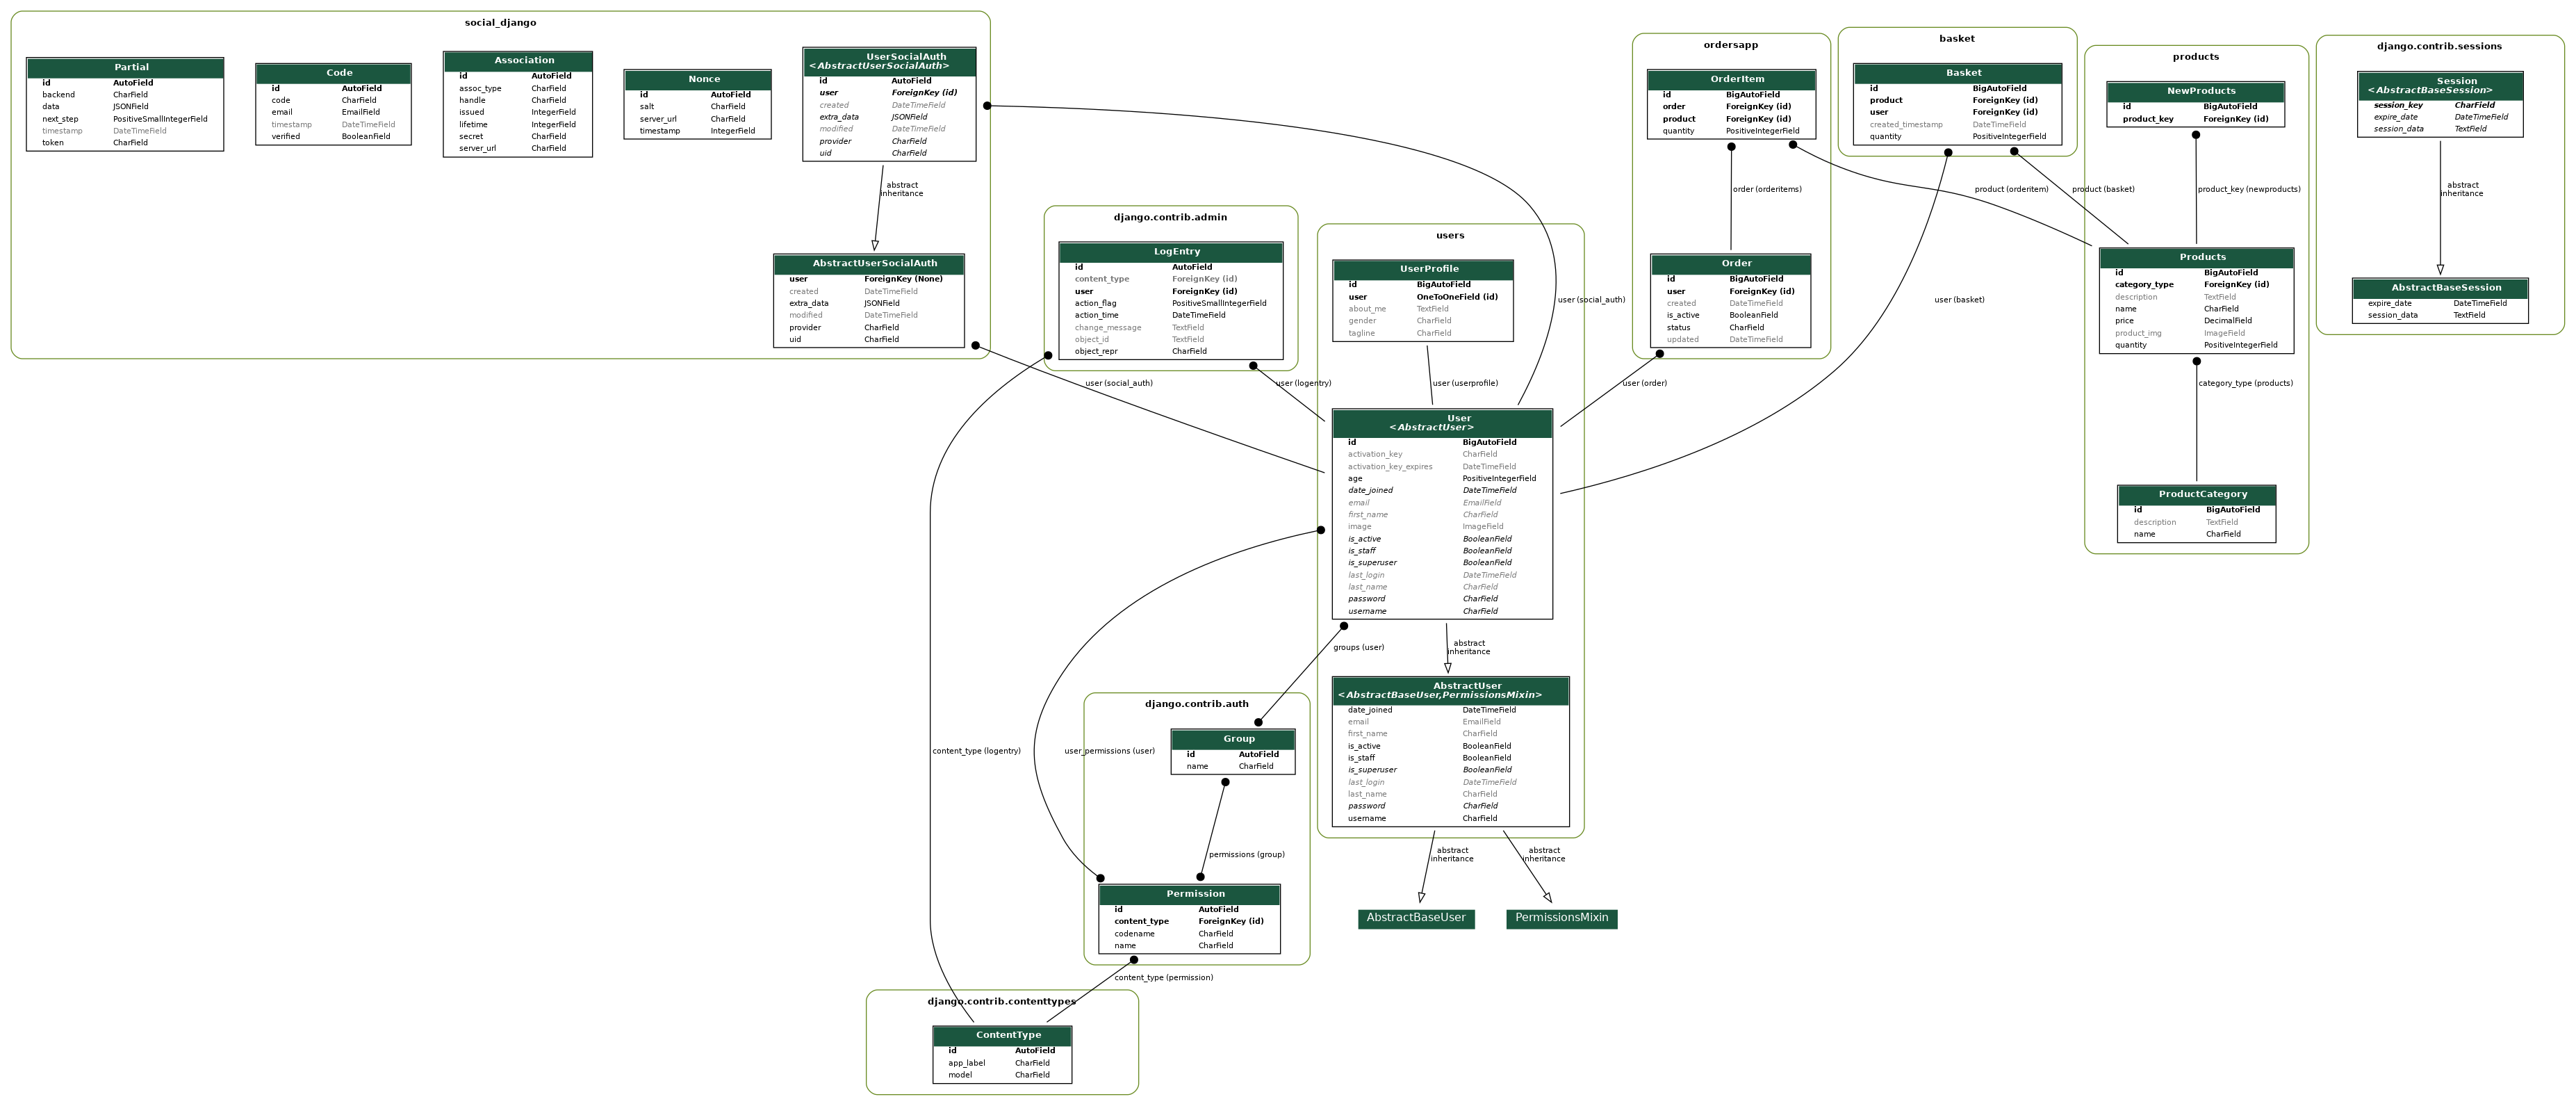 social_django
Partial
id AutoField
backend CharField
data JSONField
next_step PositiveSmallIntegerField
timestamp DateTimeField
token CharField
Code
id AutoField
code CharField
email EmailField
timestamp DateTimeField
verified BooleanField
Association
id AutoField
assoc_type CharField
handle CharField
issued IntegerField
lifetime IntegerField
secret CharField
server_url CharField
Nonce
id AutoField
salt CharField
server_url CharField
timestamp IntegerField
UserSocialAuth
<AbstractUserSocialAuth>
id AutoField
user ForeignKey (id)
created DateTimeField
extra_data JSONField
modified DateTimeField
provider CharField
uid CharField
abstract
inheritance
AbstractUserSocialAuth
user ForeignKey (None)
created DateTimeField
extra_data JSONField
modified DateTimeField
provider CharField
uid CharField
django.contrib.admin
LogEntry
id AutoField
content_type ForeignKey (id)
user ForeignKey (id)
action_flag PositiveSmallIntegerField
action_time DateTimeField
change_message TextField
object_id TextField
object_repr CharField
users
UserProfile
id BigAutoField
user OneToOneField (id)
about_me TextField
gender CharField
tagline CharField
ordersapp
OrderItem
id BigAutoField
order ForeignKey (id)
product ForeignKey (id)
quantity PositiveIntegerField
order (orderitems)
Order
id BigAutoField
user ForeignKey (id)
created DateTimeField
is_active BooleanField
status CharField
updated DateTimeField
basket
Basket
id BigAutoField
product ForeignKey (id)
user ForeignKey (id)
created_timestamp DateTimeField
quantity PositiveIntegerField
product (orderitem)
product (basket)
user (basket)
products
NewProducts
id BigAutoField
product_key ForeignKey (id)
product_key (newproducts)
Products
id BigAutoField
category_type ForeignKey (id)
description TextField
name CharField
price DecimalField
product_img ImageField
quantity PositiveIntegerField
category_type (products)
ProductCategory
id BigAutoField
description TextField
name CharField
django.contrib.sessions
Session
<AbstractBaseSession>
session_key CharField
expire_date DateTimeField
session_data TextField
abstract
inheritance
AbstractBaseSession
expire_date DateTimeField
session_data TextField
user (social_auth)
user (social_auth)
user (logentry)
user (userprofile)
user (order)
User
<AbstractUser>
id BigAutoField
activation_key CharField
activation_key_expires DateTimeField
age PositiveIntegerField
date_joined DateTimeField
email EmailField
first_name CharField
image ImageField
is_active BooleanField
is_staff BooleanField
is_superuser BooleanField
last_login DateTimeField
last_name CharField
password CharField
username CharField
groups (user)
abstract
inheritance
AbstractUser
<AbstractBaseUser,PermissionsMixin>
date_joined DateTimeField
email EmailField
first_name CharField
is_active BooleanField
is_staff BooleanField
is_superuser BooleanField
last_login DateTimeField
last_name CharField
password CharField
username CharField
abstract
inheritance
abstract
inheritance
AbstractBaseUser
PermissionsMixin
content_type (logentry)
user_permissions (user)
django.contrib.auth
Group
id AutoField
name CharField
permissions (group)
Permission
id AutoField
content_type ForeignKey (id)
codename CharField
name CharField
content_type (permission)
django.contrib.contenttypes
ContentType
id AutoField
app_label CharField
model CharField